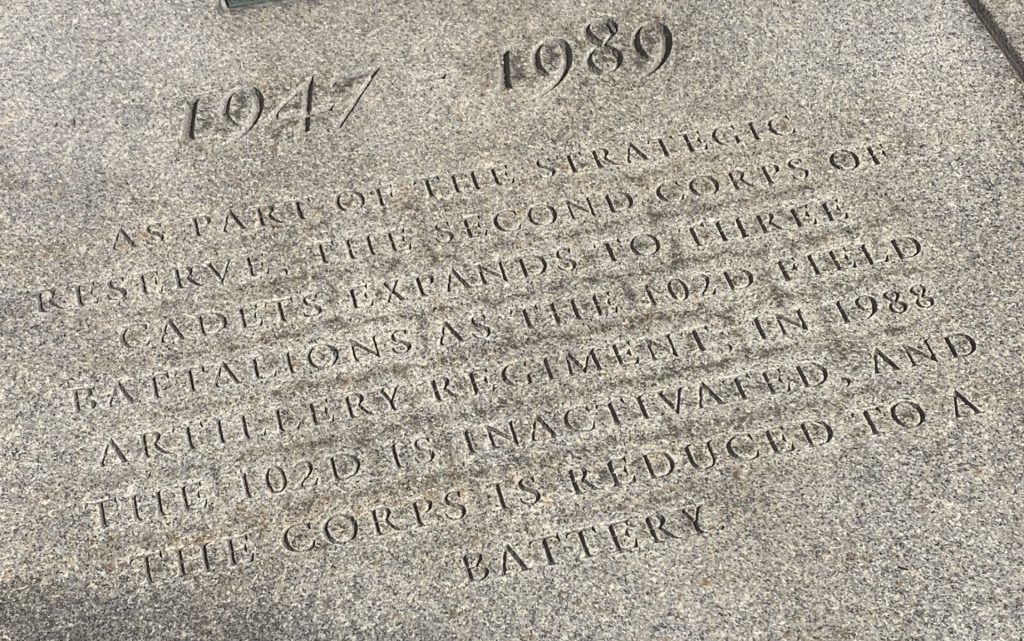 1947 - 1989
AS PART OF THE STRATEGIC
RESERVE, THE SECOND CORPS OF
CADETS EXPANDS TO THREE
BATTALIONS AS THE 102D FIELD
ARTILLERY REGIMENT; IN 1988
THE 102D IS INACTIVATED, AND
THE CORPS IS REDUCED TO A
BATTERY.